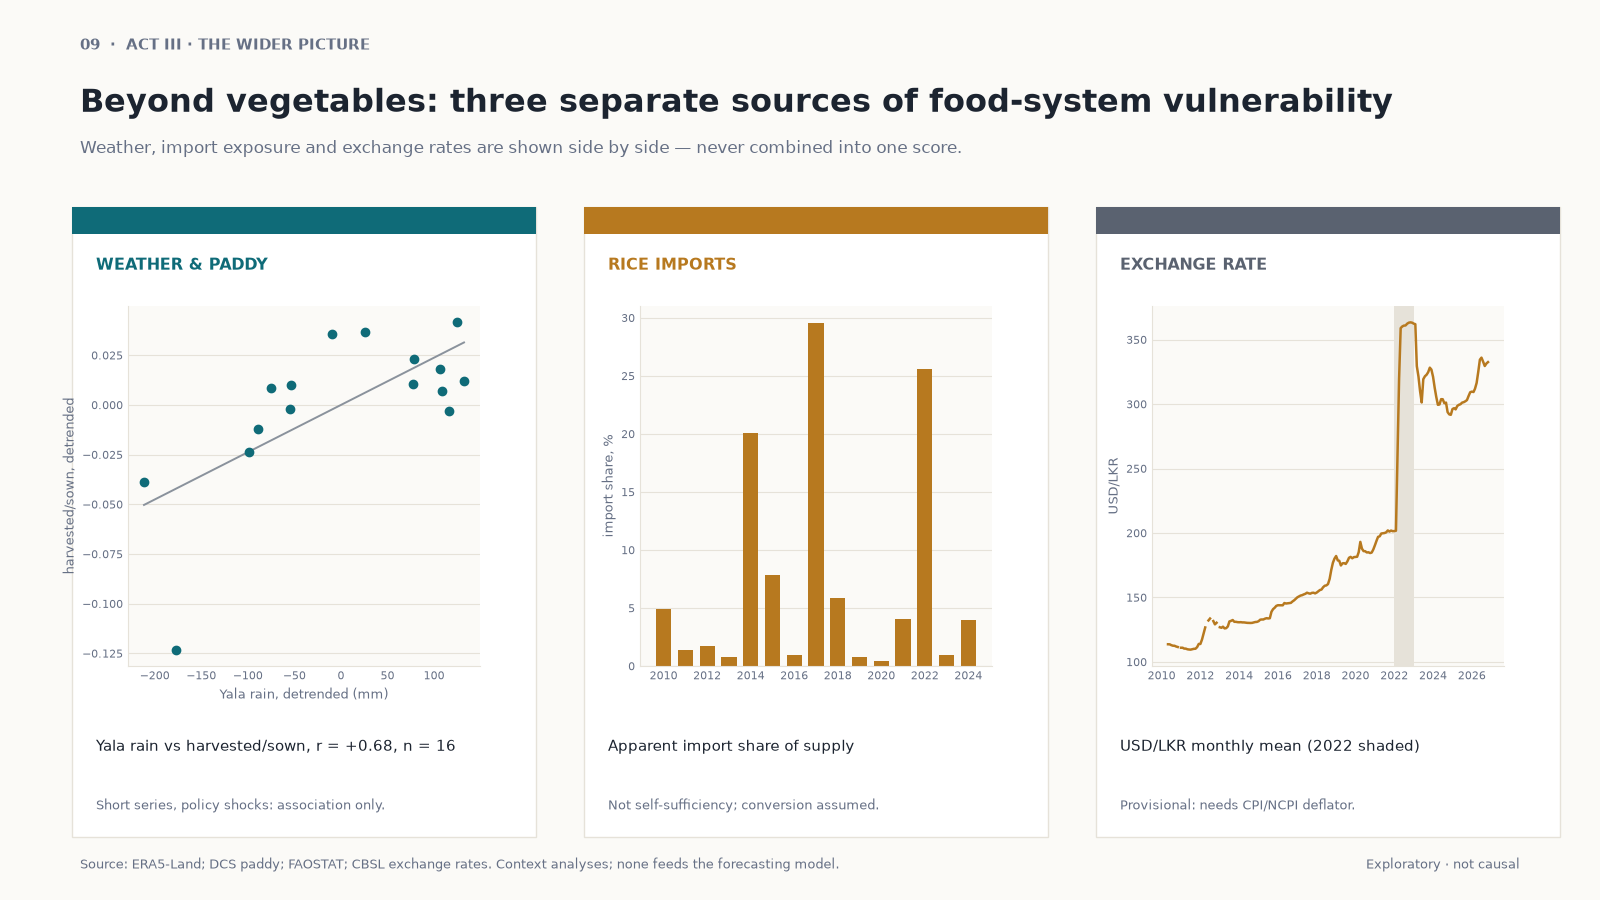 09 · ACT III · THE WIDER PICTURE
Beyond vegetables: three separate sources of food-system vulnerability
Weather, import exposure and exchange rates are shown side by side — never combined into one score.
WEATHER & PADDY
harvested/sown, detrended
0.025
0.000
−0.025
−0.050
−0.075
−0.100
−0.125
−200 −150 −100 −50 0 50 100
Yala rain, detrended (mm)
Yala rain vs harvested/sown, r = +0.68, n = 16
Short series, policy shocks: association only.
RICE IMPORTS
import share, %
30
25
20
15
10
5
0
2010 2012 2014 2016 2018 2020 2022 2024
Apparent import share of supply
Not self-sufficiency; conversion assumed.
EXCHANGE RATE
USD/LKR
350
300
250
200
150
100
2010 2012 2014 2016 2018 2020 2022 2024 2026
USD/LKR monthly mean (2022 shaded)
Provisional: needs CPI/NCPI deflator.
Source: ERA5-Land; DCS paddy; FAOSTAT; CBSL exchange rates. Context analyses; none feeds the forecasting model.
Exploratory · not causal